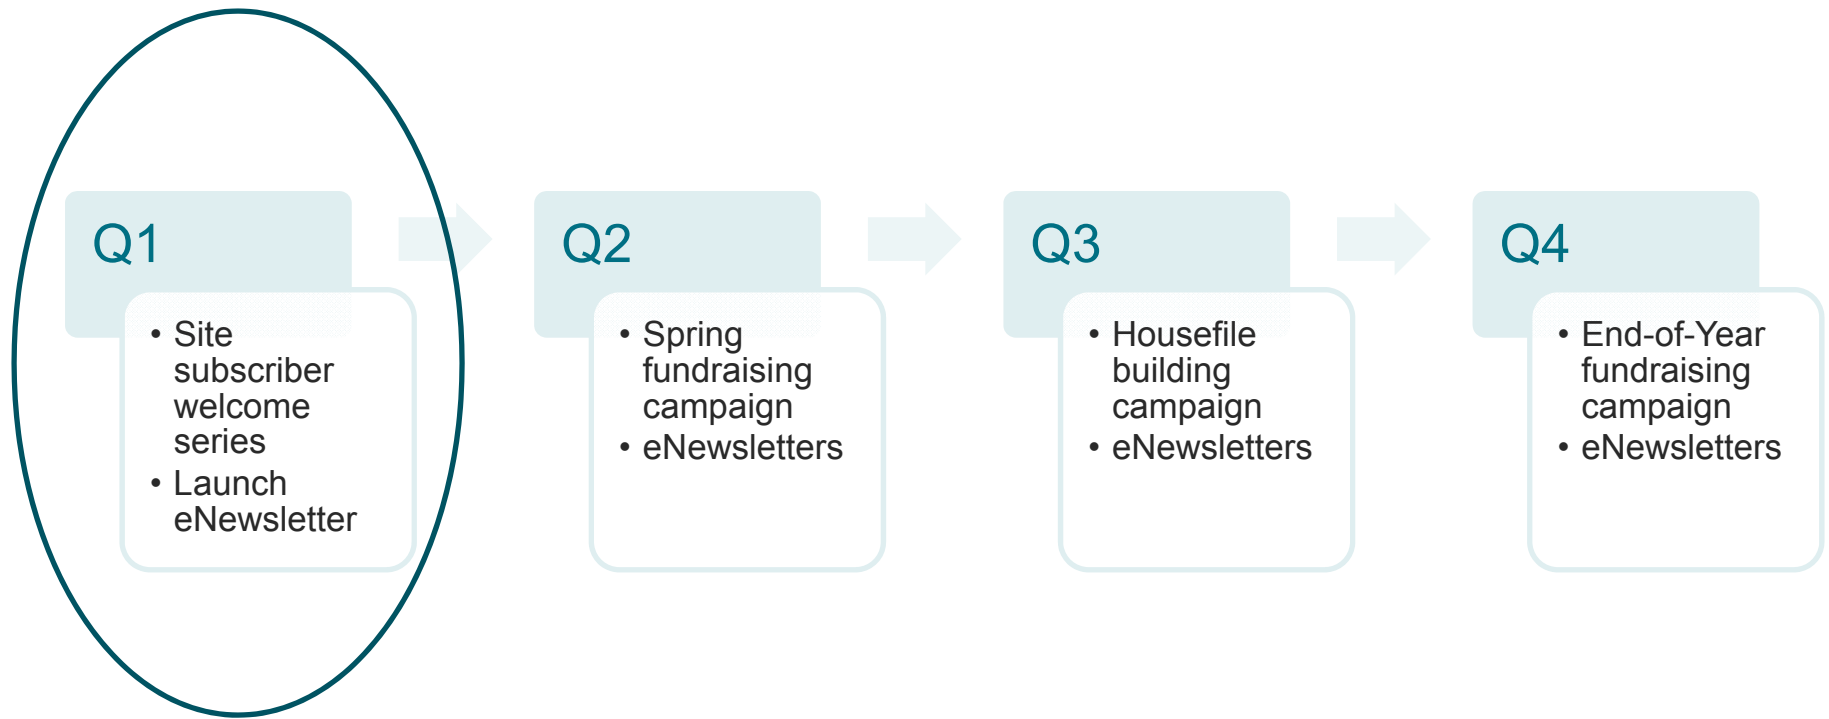 Q1
• Site
subscriber
welcome
series
• Launch
eNewsletter
Q2
• Spring
fundraising
campaign
• eNewsletters
Q3
• Housefile
building
campaign
• eNewsletters
Q4
• End-of-Year
fundraising
campaign
• eNewsletters